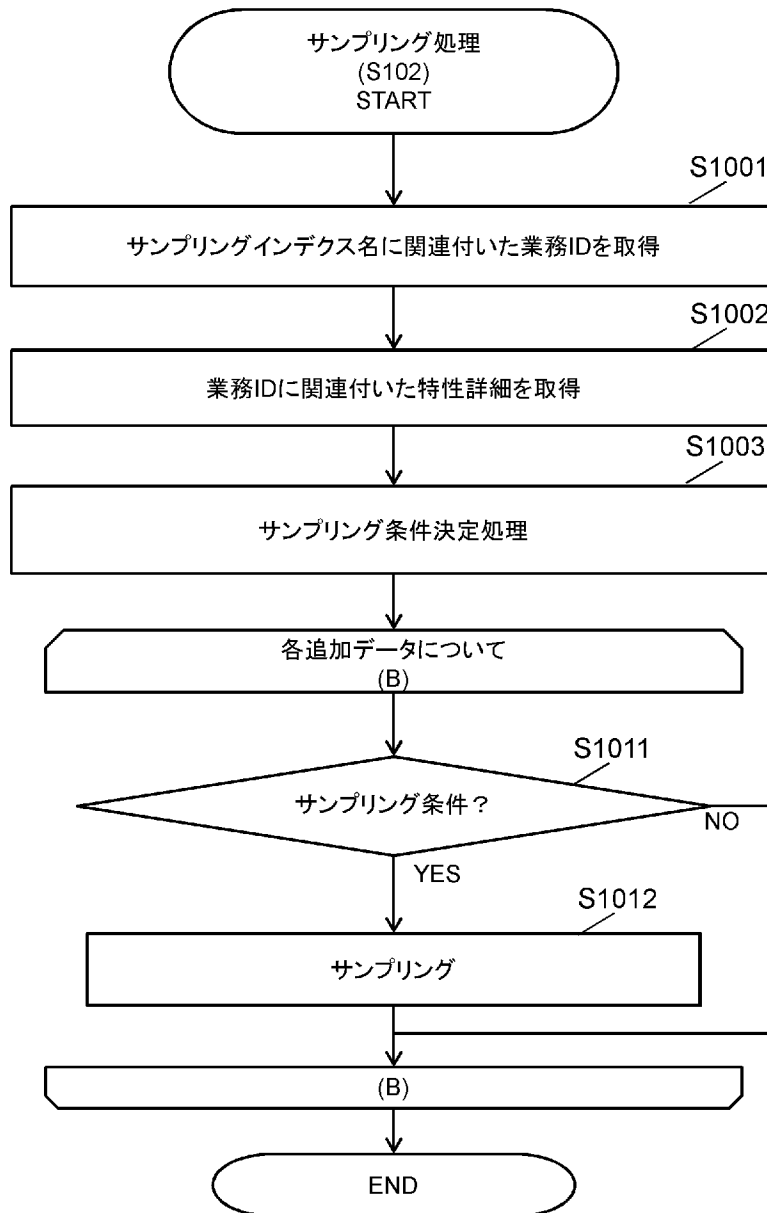 サンプリング処理
(S102)
START
S1001
サンプリングインデクス名に関連付いた業務IDを取得
S1002
業務IDに関連付いた特性詳細を取得
S1003
サンプリング条件決定処理
各追加データについて
(B)
S1011
サンプリング条件？
NO
YES
S1012
サンプリング
(B)
END